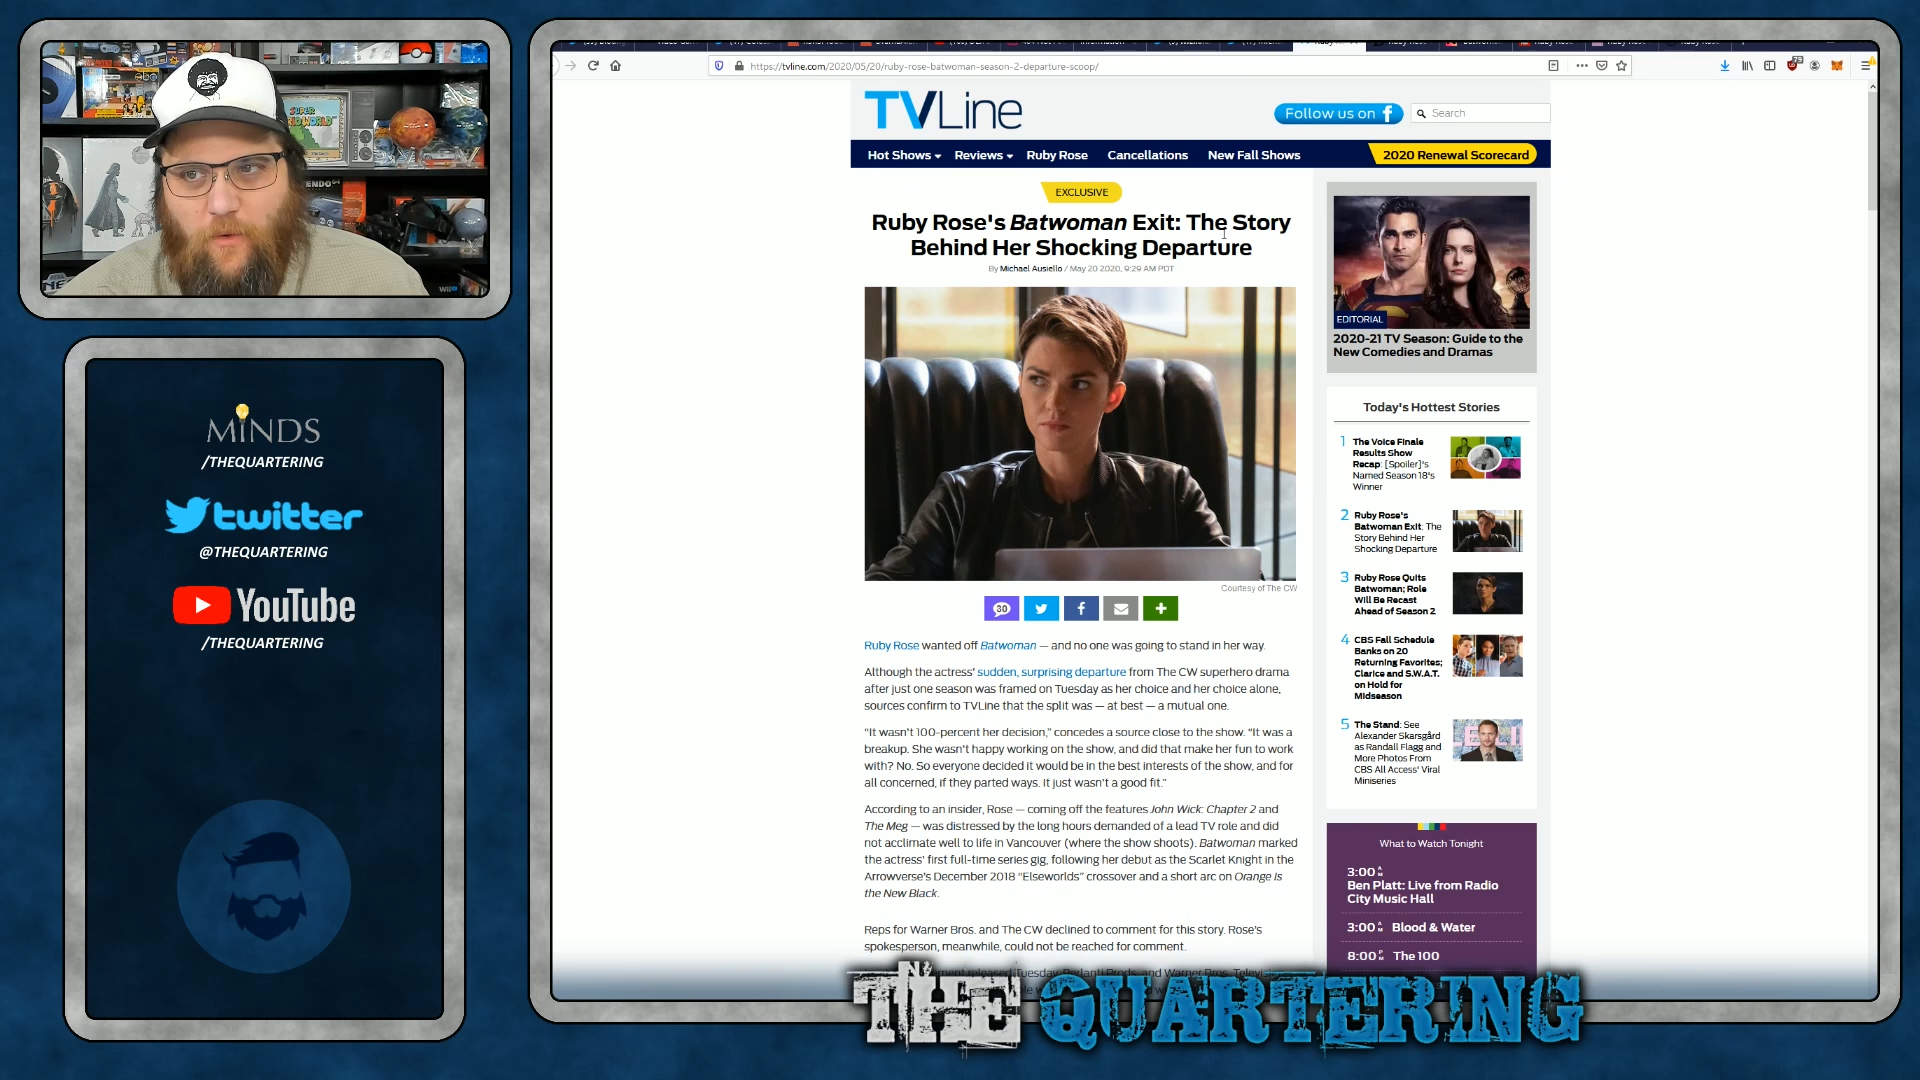 https://tvline.com/2020/05/20/ruby-rose-batwoman-season-2-departure-scoop/
TVLine
Follow us on f
Search
Hot Shows
Reviews
Ruby Rose
Cancellations
New Fall Shows
2020 Renewal Scorecard
EXCLUSIVE
Ruby Rose's Batwoman Exit: The Story
Behind Her Shocking Departure
By Michael Ausiello / May 20 2020, 9:29 AM PDT
Courtesy of The CW
30
Ruby Rose wanted off Batwoman — and no one was going to stand in her way.
Although the actress' sudden, surprising departure from The CW superhero drama
after just one season was framed on Tuesday as her choice and her choice alone,
sources confirm to TVLine that the split was — at best — a mutual one.
"It wasn't 100-percent her decision," concedes a source close to the show. "It was a
breakup. She wasn't happy working on the show, and did that make her fun to work
with? No. So everyone decided it would be in the best interests of the show, and for
all concerned, if they parted ways. It just wasn't a good fit."
According to an insider, Rose — coming off the features John Wick: Chapter 2 and
The Meg — was distressed by the long hours demanded of a lead TV role and did
not acclimate well to life in Vancouver (where the show shoots). Batwoman marked
the actress' first full-time series gig, following her debut as the Scarlet Knight in the
Arrowverse's December 2018 "Elseworlds" crossover and a short arc on Orange Is
the New Black.
Reps for Warner Bros. and The CW declined to comment for this story. Rose's
spokesperson, meanwhile, could not be reached for comment.
EDITORIAL
2020-21 TV Season: Guide to the
New Comedies and Dramas
Today's Hottest Stories
1 The Voice Finale
Results Show
Recap: [Spoiler]'s
Named Season 18's
Winner
2 Ruby Rose's
Batwoman Exit: The
Story Behind Her
Shocking Departure
3 Ruby Rose Quits
Batwoman; Role
Will Be Recast
Ahead of Season 2
4 CBS Fall Schedule
Banks on 20
Returning Favorites;
Clarice and S.W.A.T.
on Hold for
Midseason
5 The Stand: See
Alexander Skarsgård
as Randall Flagg and
More Photos From
CBS All Access' Viral
Miniseries
What to Watch Tonight
3:00
Ben Platt: Live from Radio
City Music Hall
3:00 Blood & Water
8:00 The 100
MINDS
/THEQUARTERING
twitter
@THEQUARTERING
YouTube
/THEQUARTERING
THE QUARTERING